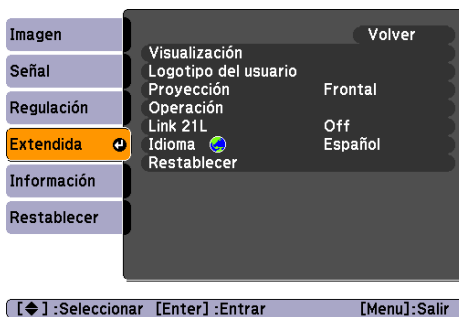 Imagen
Señal
Regulación
Extendida
Información
Restablecer
Volver
Visualización
Logotipo del usuario
Proyección Frontal
Operación
Link 21L Off
Idioma Español
Restablecer
[◆] :Seleccionar [Enter] :Entrar [Menu]:Salir